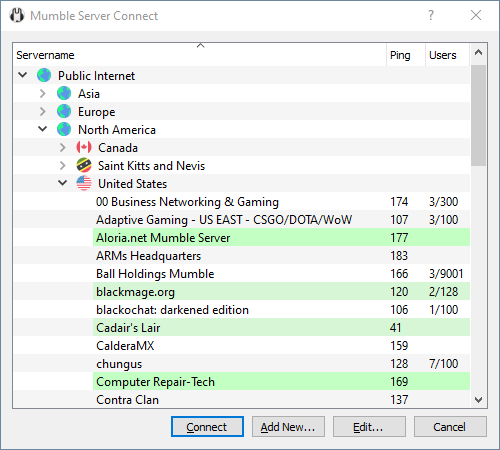 Mumble Server Connect
Servername Ping Users
Public Internet
Asia
Europe
North America
Canada
Saint Kitts and Nevis
United States
00 Business Networking & Gaming 174 3/300
Adaptive Gaming - US EAST - CSGO/DOTA/WoW 107 3/100
Aloria.net Mumble Server 177
ARMs Headquarters 183
Ball Holdings Mumble 166 3/9001
blackmage.org 120 2/128
blackochat: darkened edition 106 1/100
Cadair's Lair 41
CalderaMX 159
chungus 128 7/100
Computer Repair-Tech 169
Contra Clan 137
Connect Add New... Edit... Cancel